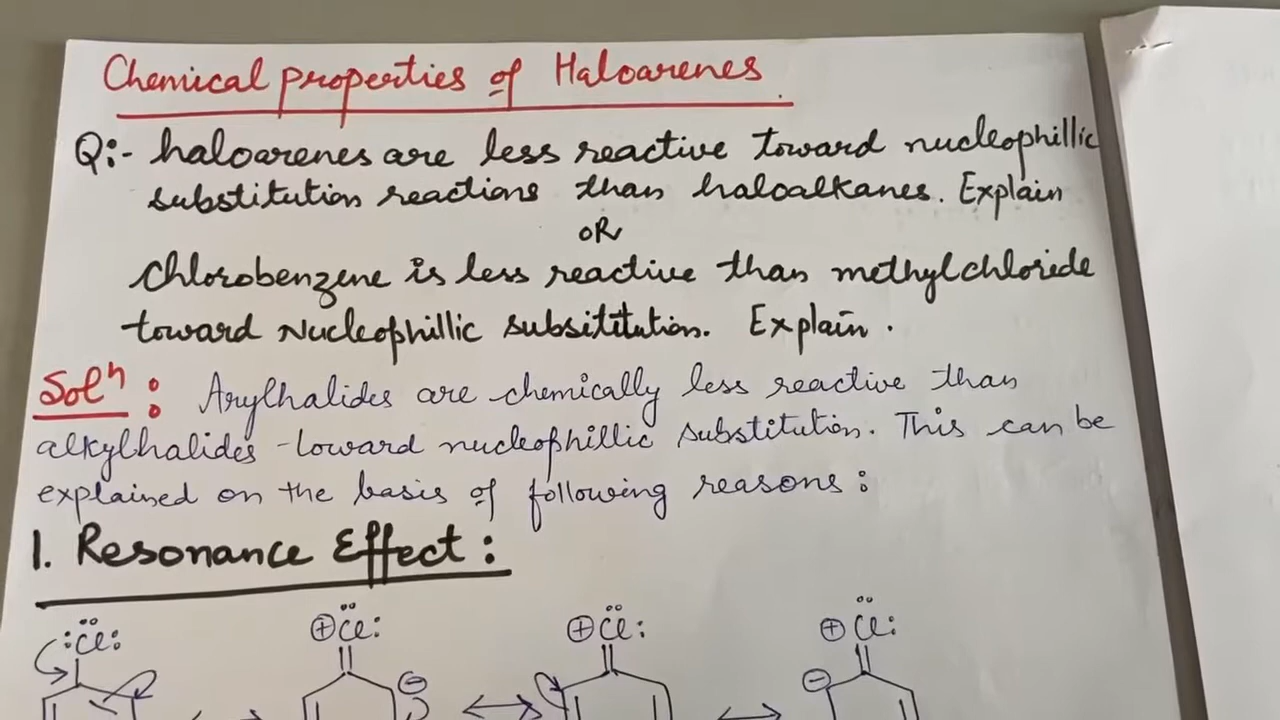 Chemical properties of Haloarenes.
Q:- haloarenes are less reactive toward nucleophillic
substitution reactions than haloalkanes. Explain
OR
Chlorobenzene is less reactive than methylchloride
toward Nucleophillic subsititution. Explain.
Solⁿ : Arylhalides are chemically less reactive than
alkylhalides toward nucleophillic substitution. This can be
explained on the basis of following reasons:
1. Resonance Effect:
:C̈l: ⊕C̈l: ⊕C̈l: ⊕C̈l:
⊖ ⊖